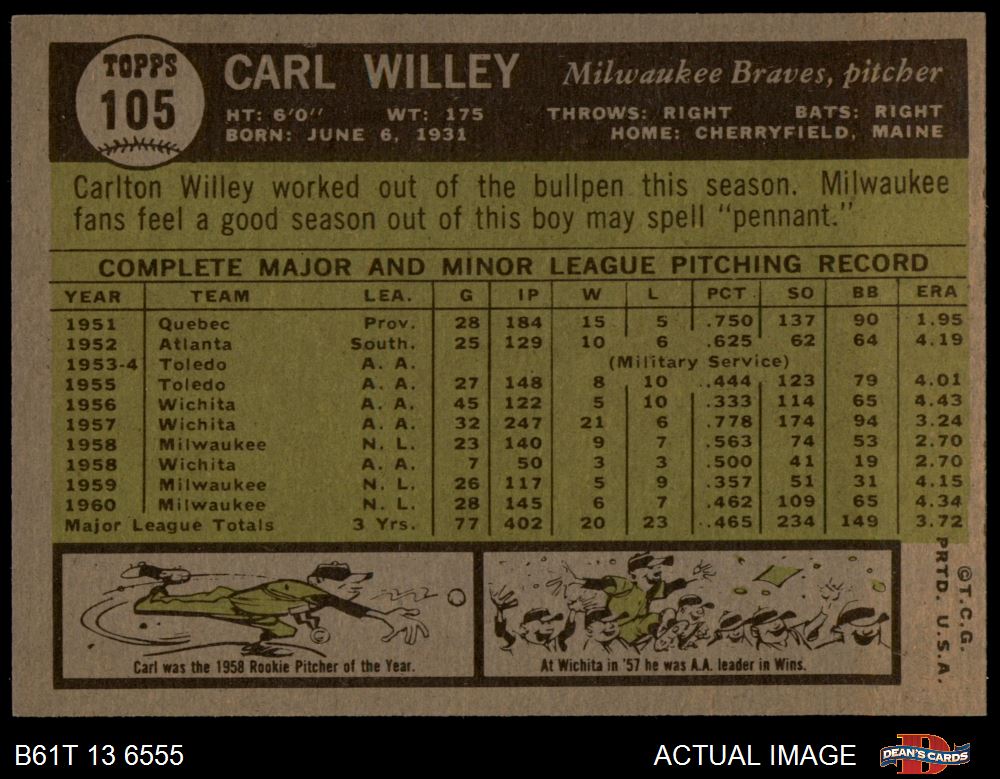 TOPPS
105
CARL WILLEY Milwaukee Braves, pitcher
HT: 6'0" WT: 175 THROWS: RIGHT BATS: RIGHT
BORN: JUNE 6, 1931 HOME: CHERRYFIELD, MAINE
Carlton Willey worked out of the bullpen this season. Milwaukee
fans feel a good season out of this boy may spell "pennant."
COMPLETE MAJOR AND MINOR LEAGUE PITCHING RECORD
YEAR TEAM LEA. G IP W L PCT SO BB ERA
1951 Quebec Prov. 28 184 15 5 .750 137 90 1.95
1952 Atlanta South. 25 129 10 6 .625 62 64 4.19
1953-4 Toledo A. A. (Military Service)
1955 Toledo A. A. 27 148 8 10 .444 123 79 4.01
1956 Wichita A. A. 45 122 5 10 .333 114 65 4.43
1957 Wichita A. A. 32 247 21 6 .778 174 94 3.24
1958 Milwaukee N. L. 23 140 9 7 .563 74 53 2.70
1958 Wichita A. A. 7 50 3 3 .500 41 19 2.70
1959 Milwaukee N. L. 26 117 5 9 .357 51 31 4.15
1960 Milwaukee N. L. 28 145 6 7 .462 109 65 4.34
Major League Totals 3 Yrs. 77 402 20 23 .465 234 149 3.72
Carl was the 1958 Rookie Pitcher of the Year.
At Wichita in '57 he was A.A. leader in Wins.
©T.C.G.
PRTD. U.S.A.
B61T 13 6555 ACTUAL IMAGE
DEAN'S CARDS